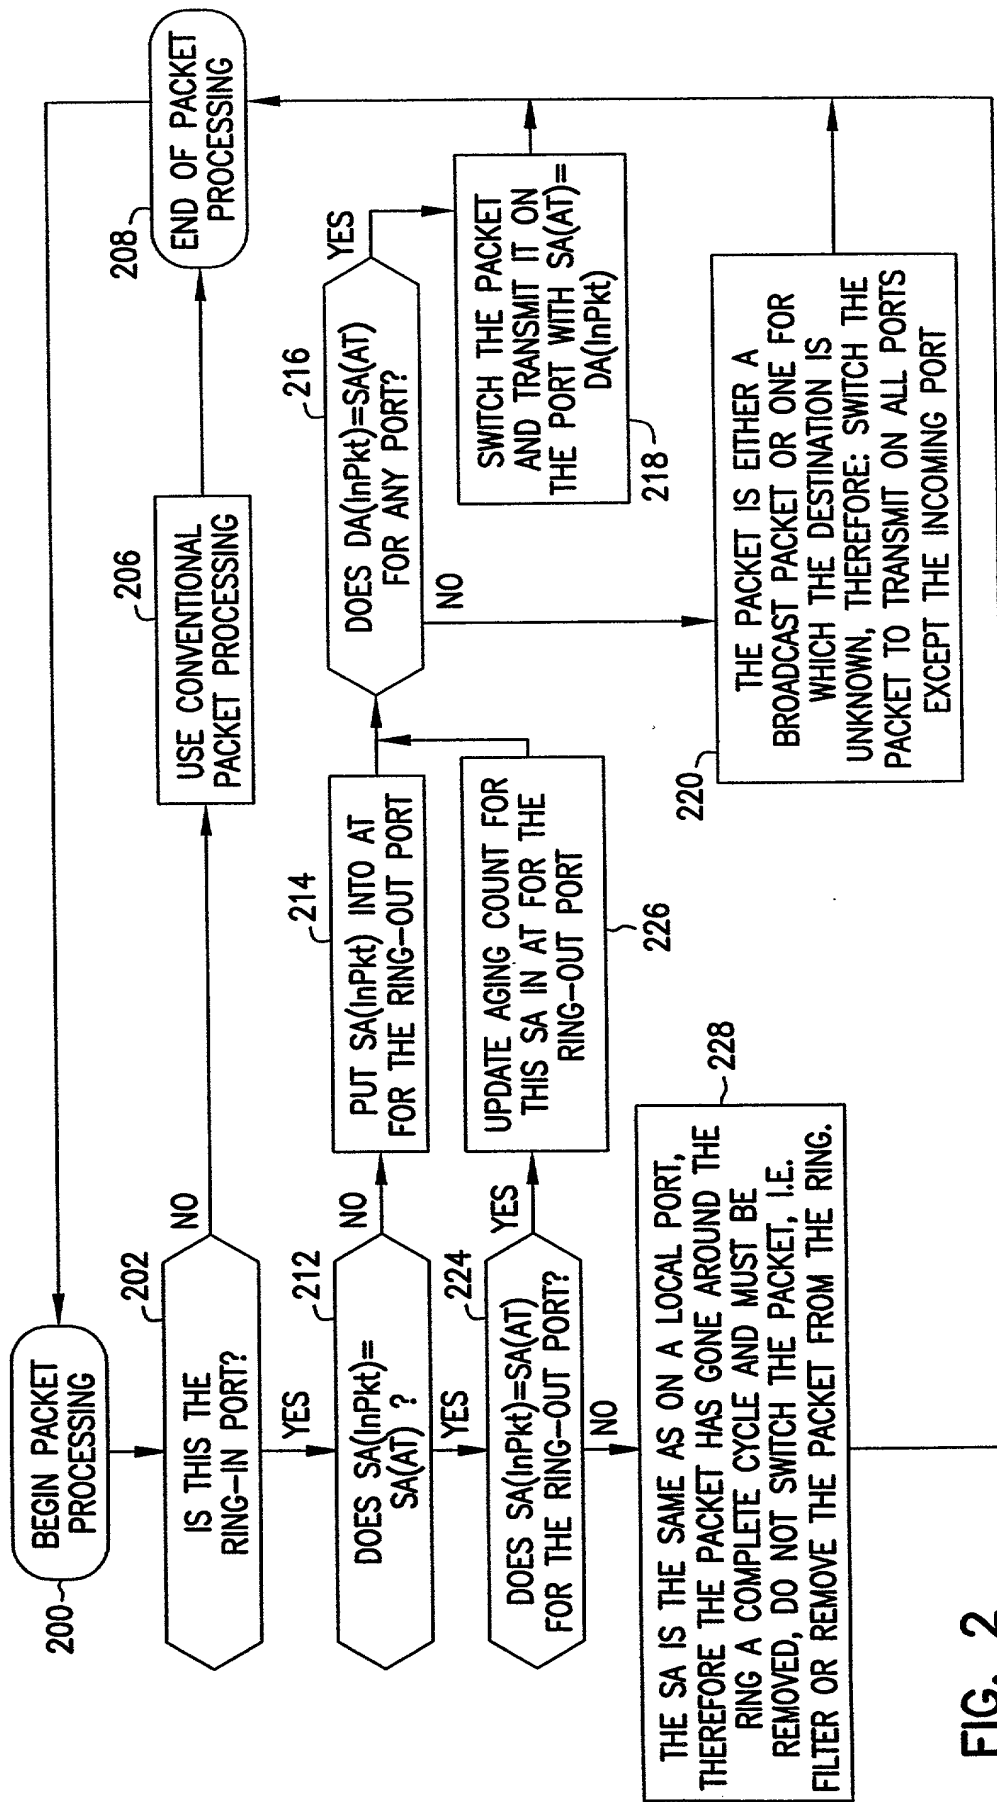 200
BEGIN PACKET
PROCESSING
202
IS THIS THE
RING-IN PORT?
NO
YES
206
USE CONVENTIONAL
PACKET PROCESSING
208
END OF PACKET
PROCESSING
212
DOES SA(InPkt)=
SA(AT) ?
NO
YES
214
PUT SA(InPkt) INTO AT
FOR THE RING-OUT PORT
216
DOES DA(InPkt)=SA(AT)
FOR ANY PORT?
YES
NO
SWITCH THE PACKET
AND TRANSMIT IT ON
THE PORT WITH SA(AT)=
DA(InPkt)
218
224
DOES SA(InPkt)=SA(AT)
FOR THE RING-OUT PORT?
YES
NO
UPDATE AGING COUNT FOR
THIS SA IN AT FOR THE
RING-OUT PORT
226
220
THE PACKET IS EITHER A
BROADCAST PACKET OR ONE FOR
WHICH THE DESTINATION IS
UNKNOWN, THEREFORE: SWITCH THE
PACKET TO TRANSMIT ON ALL PORTS
EXCEPT THE INCOMING PORT
228
THE SA IS THE SAME AS ON A LOCAL PORT,
THEREFORE THE PACKET HAS GONE AROUND THE
RING A COMPLETE CYCLE AND MUST BE
REMOVED, DO NOT SWITCH THE PACKET, I.E.
FILTER OR REMOVE THE PACKET FROM THE RING.
FIG. 2